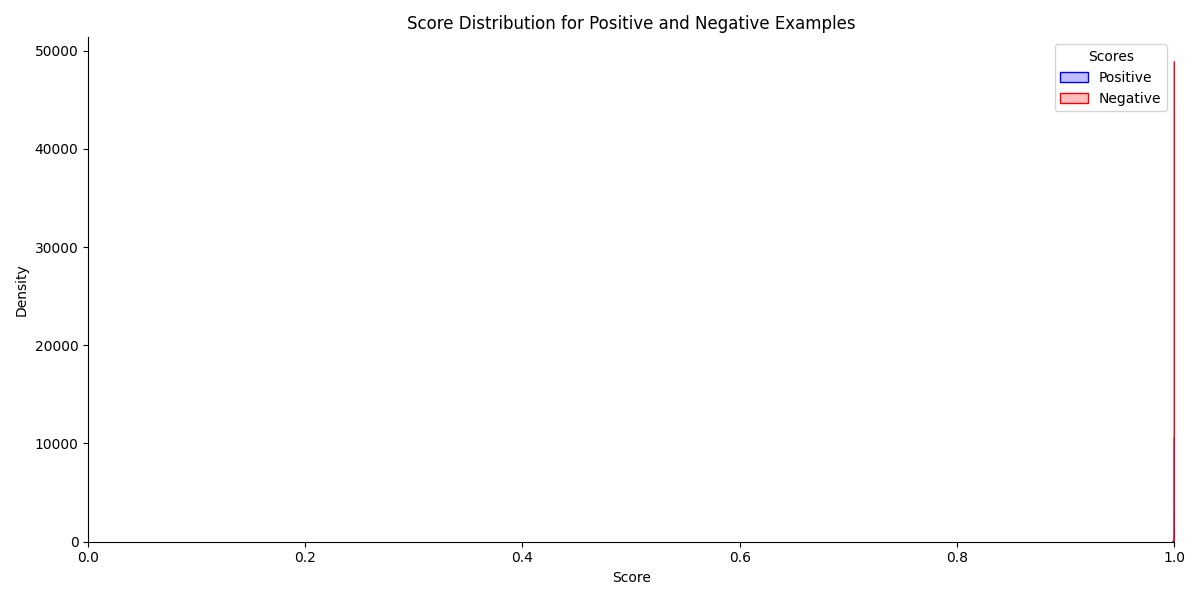 Score Distribution for Positive and Negative Examples
Scores
Positive
Negative
Density
50000
40000
30000
20000
10000
0
0.0 0.2 0.4 0.6 0.8 1.0
Score